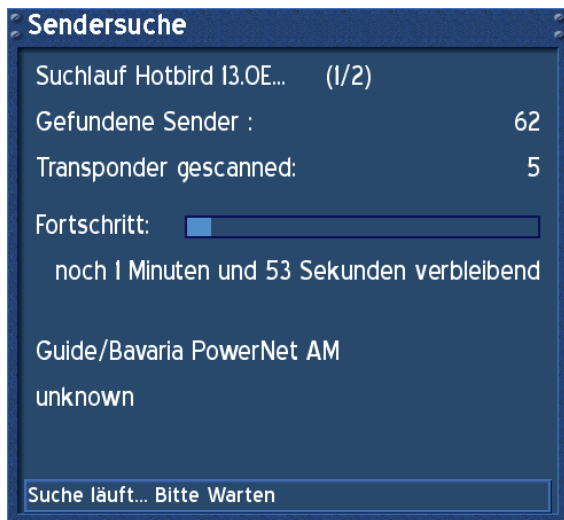 Sendersuche
Suchlauf Hotbird 13.0E... (1/2)
Gefundene Sender : 62
Transponder gescanned: 5
Fortschritt:
noch 1 Minuten und 53 Sekunden verbleibend
Guide/Bavaria PowerNet AM
unknown
Suche läuft... Bitte Warten